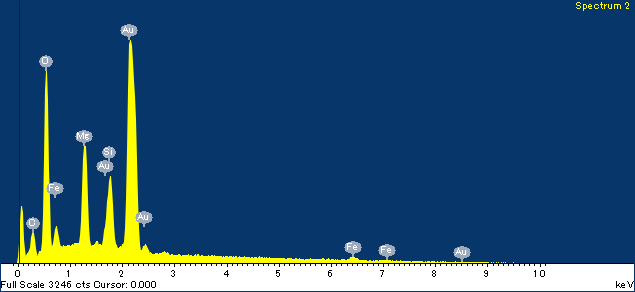 Spectrum 2
Au
O
Mg
Si
Au
Fe
Au
C
Fe
Fe
Au
0 1 2 3 4 5 6 7 8 9 10
Full Scale 3246 cts Cursor: 0.000 keV